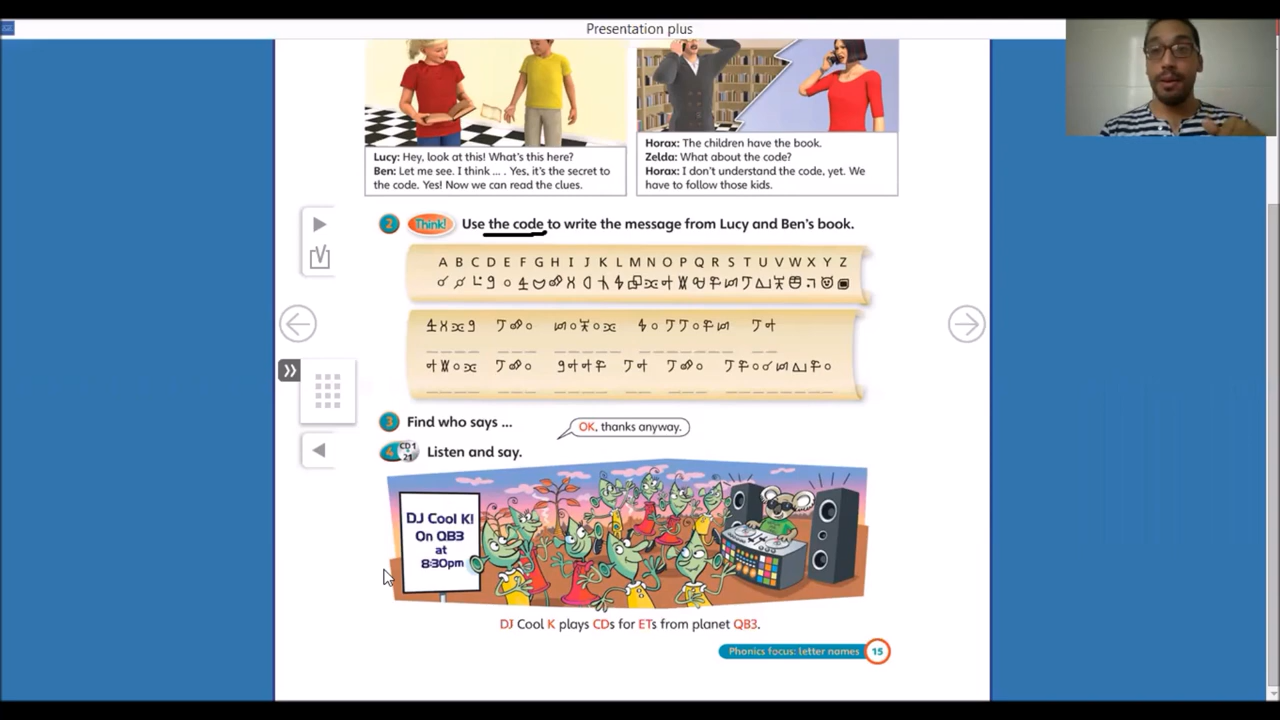 Presentation plus
Lucy: Hey, look at this! What's this here?
Ben: Let me see. I think ... . Yes, it's the secret to
the code. Yes! Now we can read the clues.
Horax: The children have the book.
Zelda: What about the code?
Horax: I don't understand the code, yet. We
have to follow those kids.
2 Think! Use the code to write the message from Lucy and Ben's book.
A B C D E F G H I J K L M N O P Q R S T U V W X Y Z
3 Find who says ...
OK, thanks anyway.
4 CD1 21 Listen and say.
DJ Cool K!
On QB3
at
8:30pm
DJ Cool K plays CDs for ETs from planet QB3.
Phonics focus: letter names 15